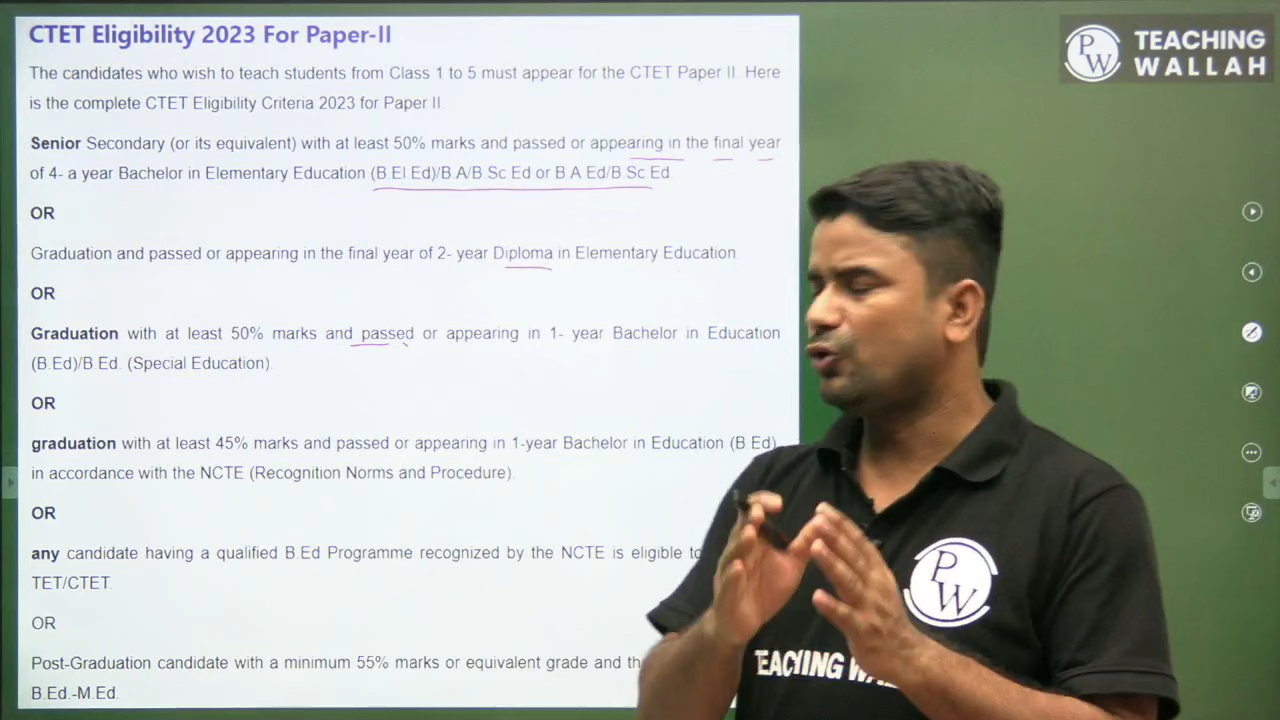 CTET Eligibility 2023 For Paper-II
The candidates who wish to teach students from Class 1 to 5 must appear for the CTET Paper II. Here
is the complete CTET Eligibility Criteria 2023 for Paper II.
Senior Secondary (or its equivalent) with at least 50% marks and passed or appearing in the final year
of 4- a year Bachelor in Elementary Education (B.El.Ed)/B.A/B.Sc.Ed or B.A.Ed/B.Sc.Ed.
OR
Graduation and passed or appearing in the final year of 2- year Diploma in Elementary Education.
OR
Graduation with at least 50% marks and passed or appearing in 1- year Bachelor in Education
(B.Ed)/B.Ed. (Special Education).
OR
graduation with at least 45% marks and passed or appearing in 1-year Bachelor in Education (B.Ed),
in accordance with the NCTE (Recognition Norms and Procedure).
OR
any candidate having a qualified B.Ed Programme recognized by the NCTE is eligible
TET/CTET.
OR
Post-Graduation candidate with a minimum 55% marks or equivalent grade and
B.Ed.-M.Ed.
PW
TEACHING
WALLAH
PW
TEACHING